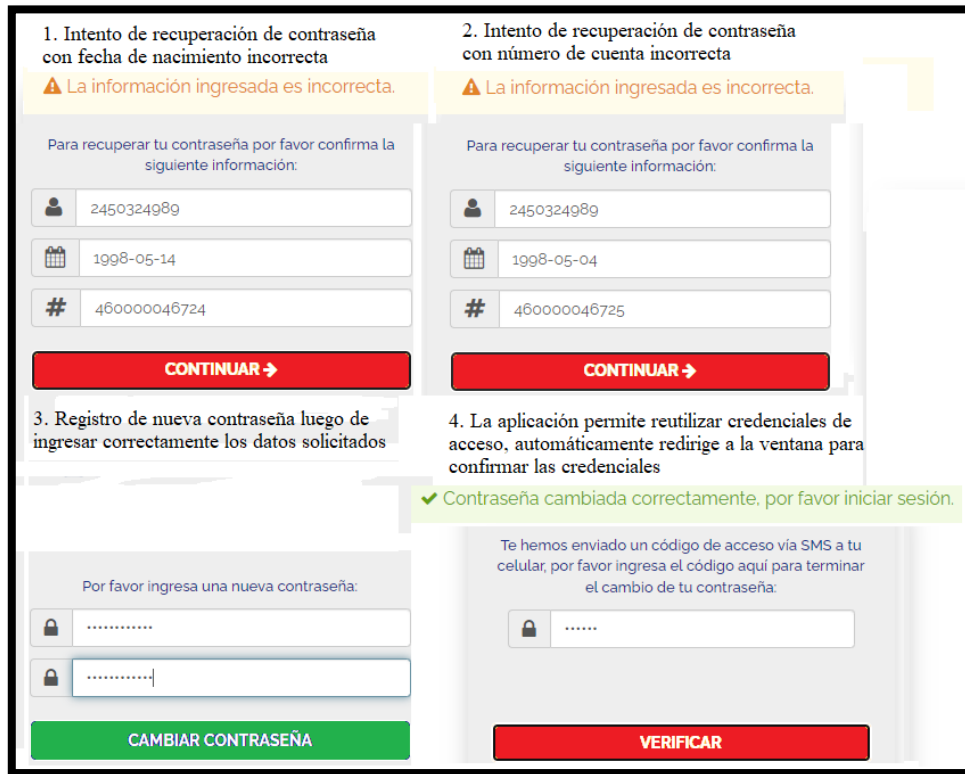 1. Intento de recuperación de contraseña
con fecha de nacimiento incorrecta
La información ingresada es incorrecta.
Para recuperar tu contraseña por favor confirma la
siguiente información:
2450324989
1998-05-14
# 460000046724
CONTINUAR →
2. Intento de recuperación de contraseña
con número de cuenta incorrecta
La información ingresada es incorrecta.
Para recuperar tu contraseña por favor confirma la
siguiente información:
2450324989
1998-05-04
# 460000046725
CONTINUAR →
3. Registro de nueva contraseña luego de
ingresar correctamente los datos solicitados
Por favor ingresa una nueva contraseña:
••••••••••••
••••••••••••
CAMBIAR CONTRASEÑA
4. La aplicación permite reutilizar credenciales de
acceso, automáticamente redirige a la ventana para
confirmar las credenciales
Contraseña cambiada correctamente, por favor iniciar sesión.
Te hemos enviado un código de acceso vía SMS a tu
celular, por favor ingresa el código aquí para terminar
el cambio de tu contraseña:
••••••
VERIFICAR